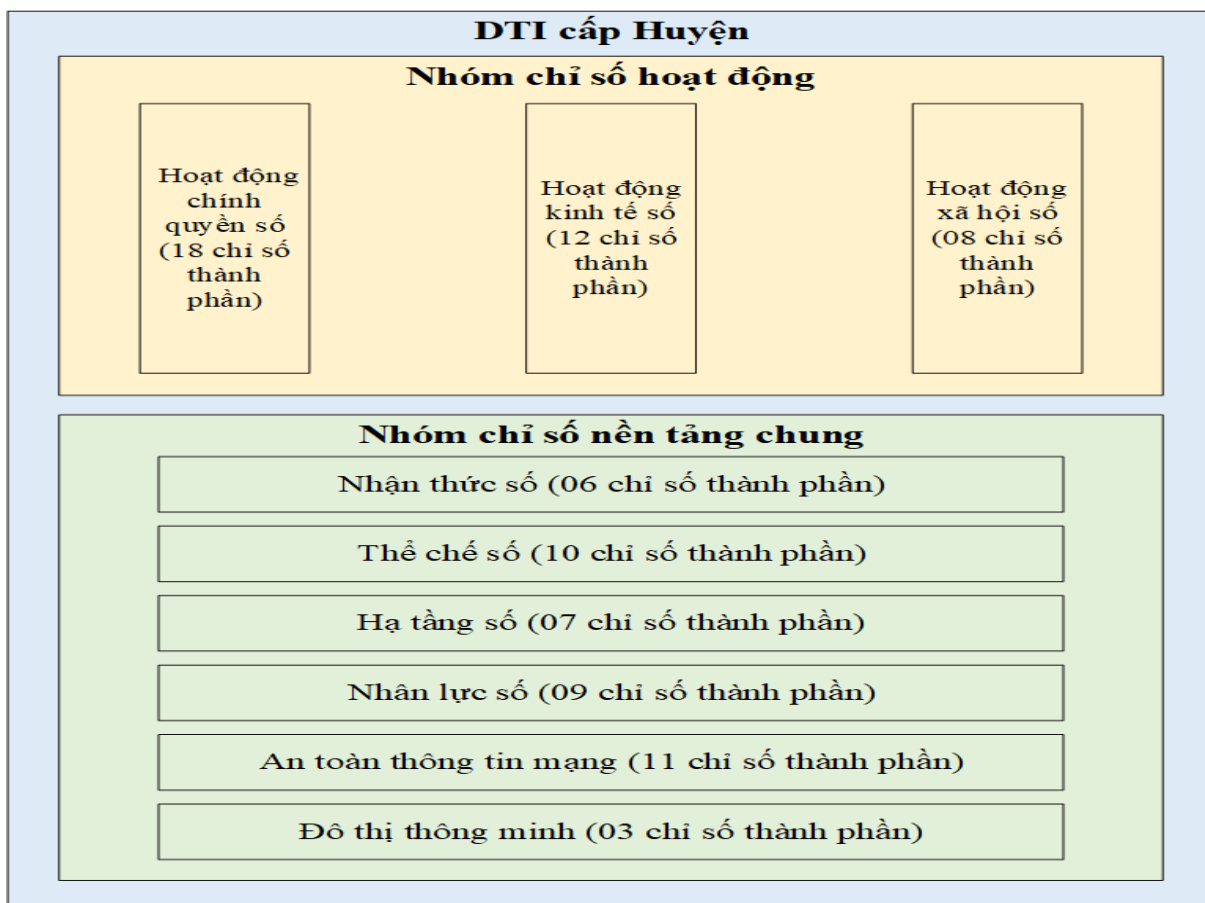 DTI cấp Huyện
Nhóm chỉ số hoạt động
Hoạt động
chính
quyền số
(18 chỉ số
thành
phần)
Hoạt động
kinh tế số
(12 chỉ số
thành
phần)
Hoạt động
xã hội số
(08 chỉ số
thành
phần)
Nhóm chỉ số nền tảng chung
Nhận thức số (06 chỉ số thành phần)
Thể chế số (10 chỉ số thành phần)
Hạ tầng số (07 chỉ số thành phần)
Nhân lực số (09 chỉ số thành phần)
An toàn thông tin mạng (11 chỉ số thành phần)
Đô thị thông minh (03 chỉ số thành phần)